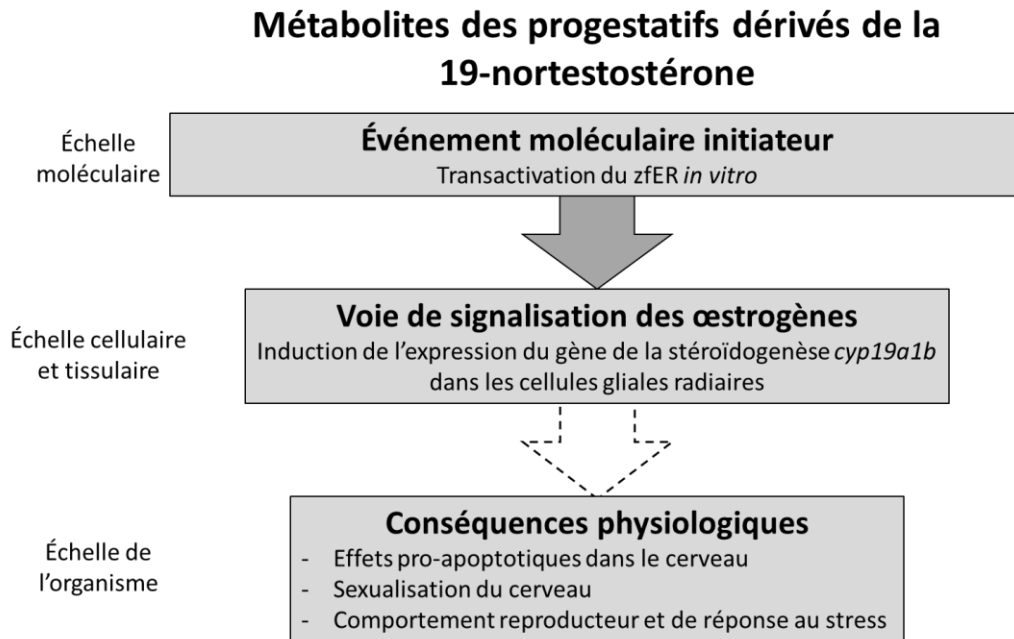 Métabolites des progestatifs dérivés de la
19-nortestostérone
Échelle
moléculaire
Événement moléculaire initiateur
Transactivation du zfER in vitro
Échelle cellulaire
et tissulaire
Voie de signalisation des œstrogènes
Induction de l'expression du gène de la stéroïdogenèse cyp19a1b
dans les cellules gliales radiaires
Échelle de
l'organisme
Conséquences physiologiques
- Effets pro-apoptotiques dans le cerveau
- Sexualisation du cerveau
- Comportement reproducteur et de réponse au stress